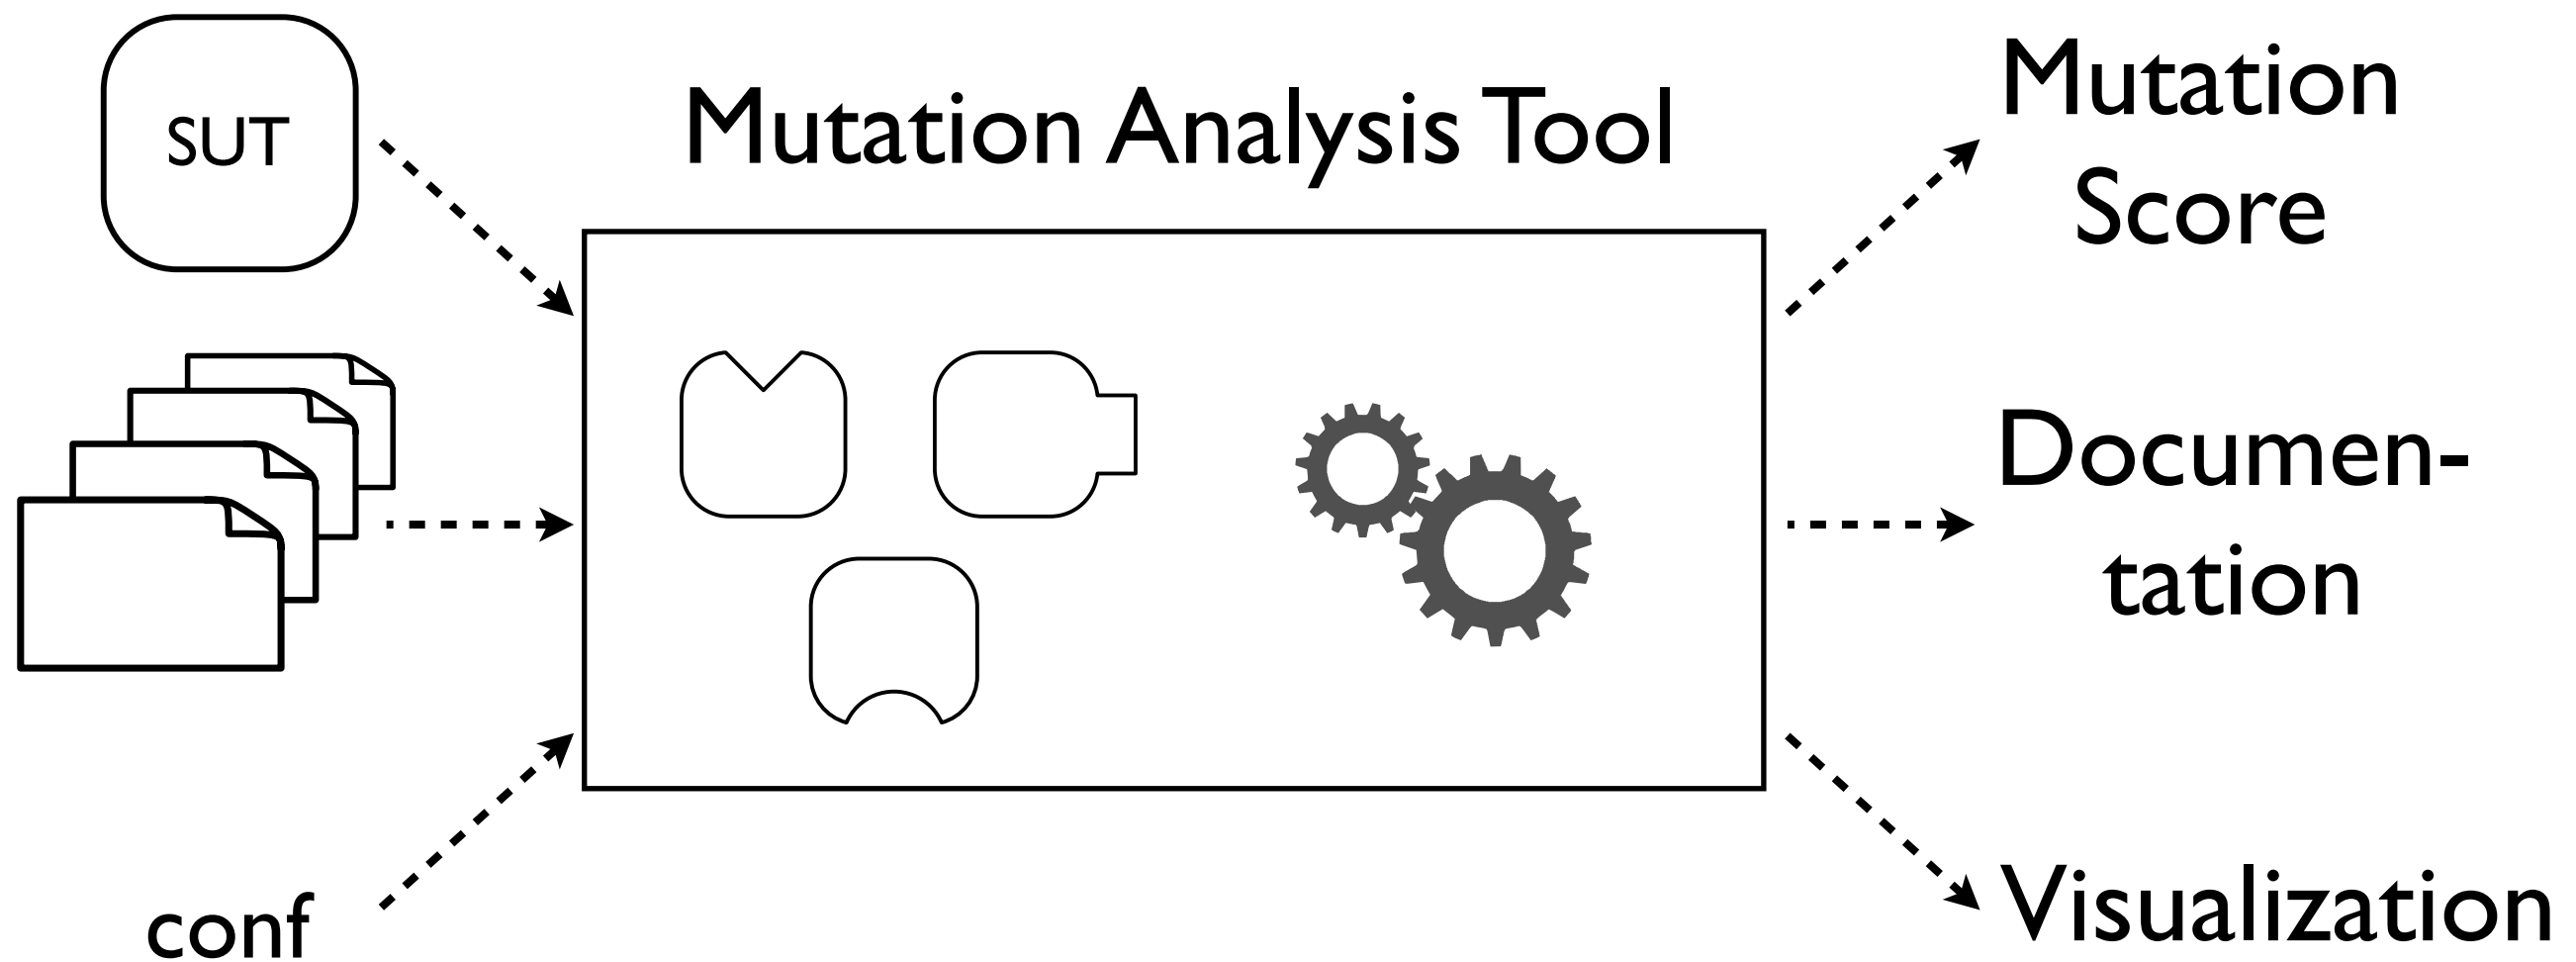 SUT
conf
Mutation Analysis Tool
Mutation
Score
Documen-
tation
Visualization